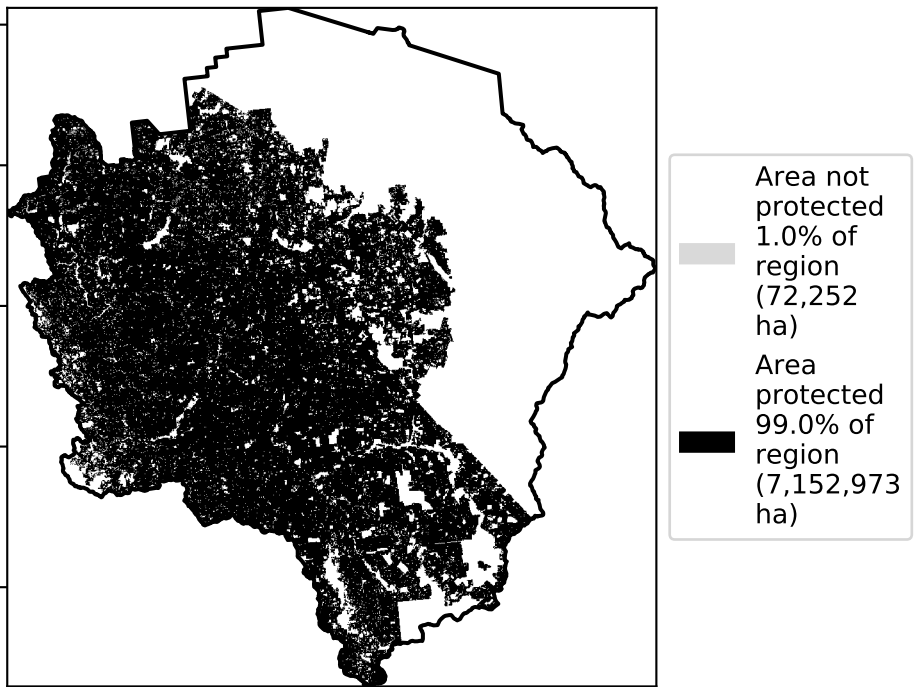 Area not
protected
1.0% of
region
(72,252
ha)
Area
protected
99.0% of
region
(7,152,973
ha)